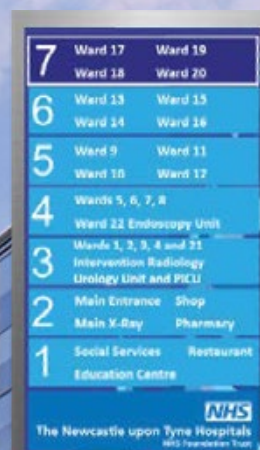 7 Ward 17 Ward 19
Ward 18 Ward 20
6 Ward 13 Ward 15
Ward 14 Ward 16
5 Ward 9 Ward 11
Ward 10 Ward 12
4 Wards 5, 6, 7, 8
Ward 22 Endoscopy Unit
3 Wards 1, 2, 3, 4 and 21
Intervention Radiology
Urology Unit and PICU
2 Main Entrance Shop
Main X-Ray Pharmacy
1 Social Services Restaurant
Education Centre
NHS
The Newcastle upon Tyne Hospitals
NHS Foundation Trust